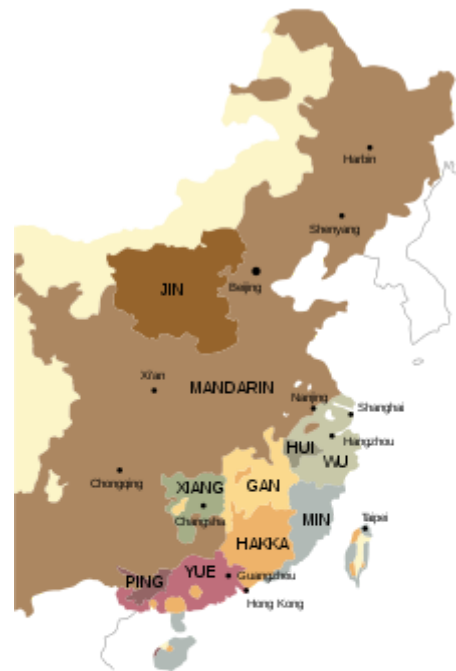 Harbin
Shenyang
Beijing
JIN
Xi'an
MANDARIN
Nanjing
Shanghai
Hangzhou
HUI
WU
Chongqing
XIANG
GAN
Changsha
MIN
Taipei
HAKKA
YUE
PING
Guangzhou
Hong Kong